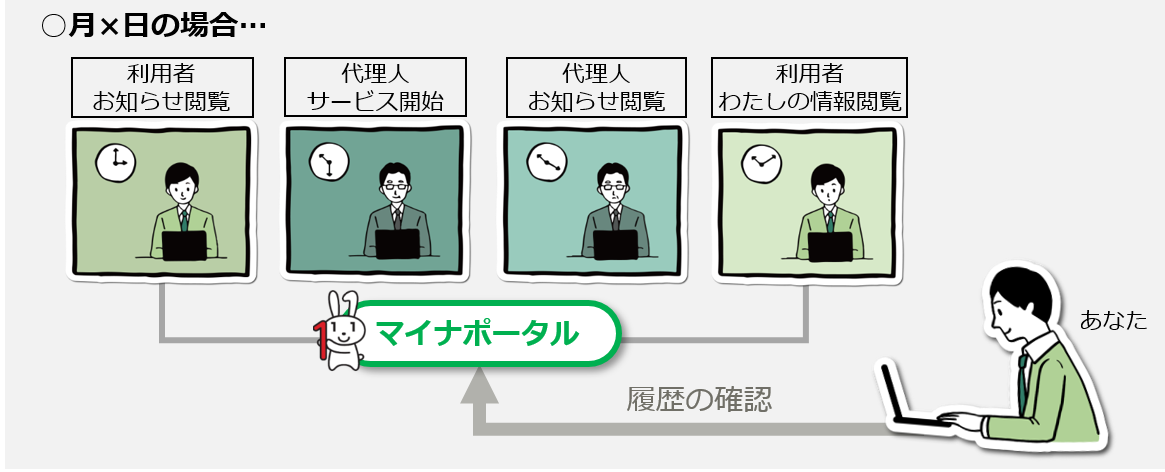 ○月×日の場合…
利用者
お知らせ閲覧
代理人
サービス開始
代理人
お知らせ閲覧
利用者
わたしの情報閲覧
1
マイナポータル
あなた
履歴の確認